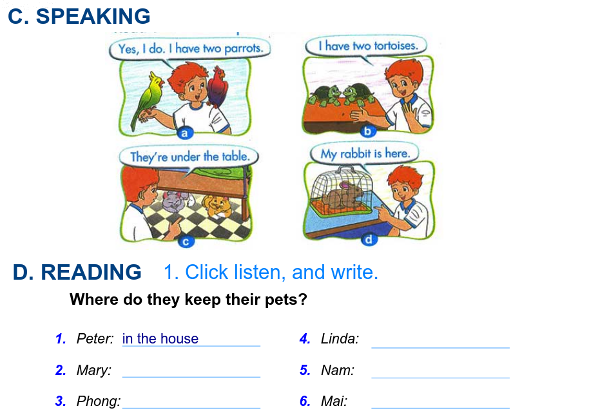 C. SPEAKING
Yes, I do. I have two parrots.
I have two tortoises.
a
b
They're under the table.
My rabbit is here.
c
d
D. READING 1. Click listen, and write.
Where do they keep their pets?
1. Peter: in the house
4. Linda:
2. Mary:
5. Nam:
3. Phong:
6. Mai: